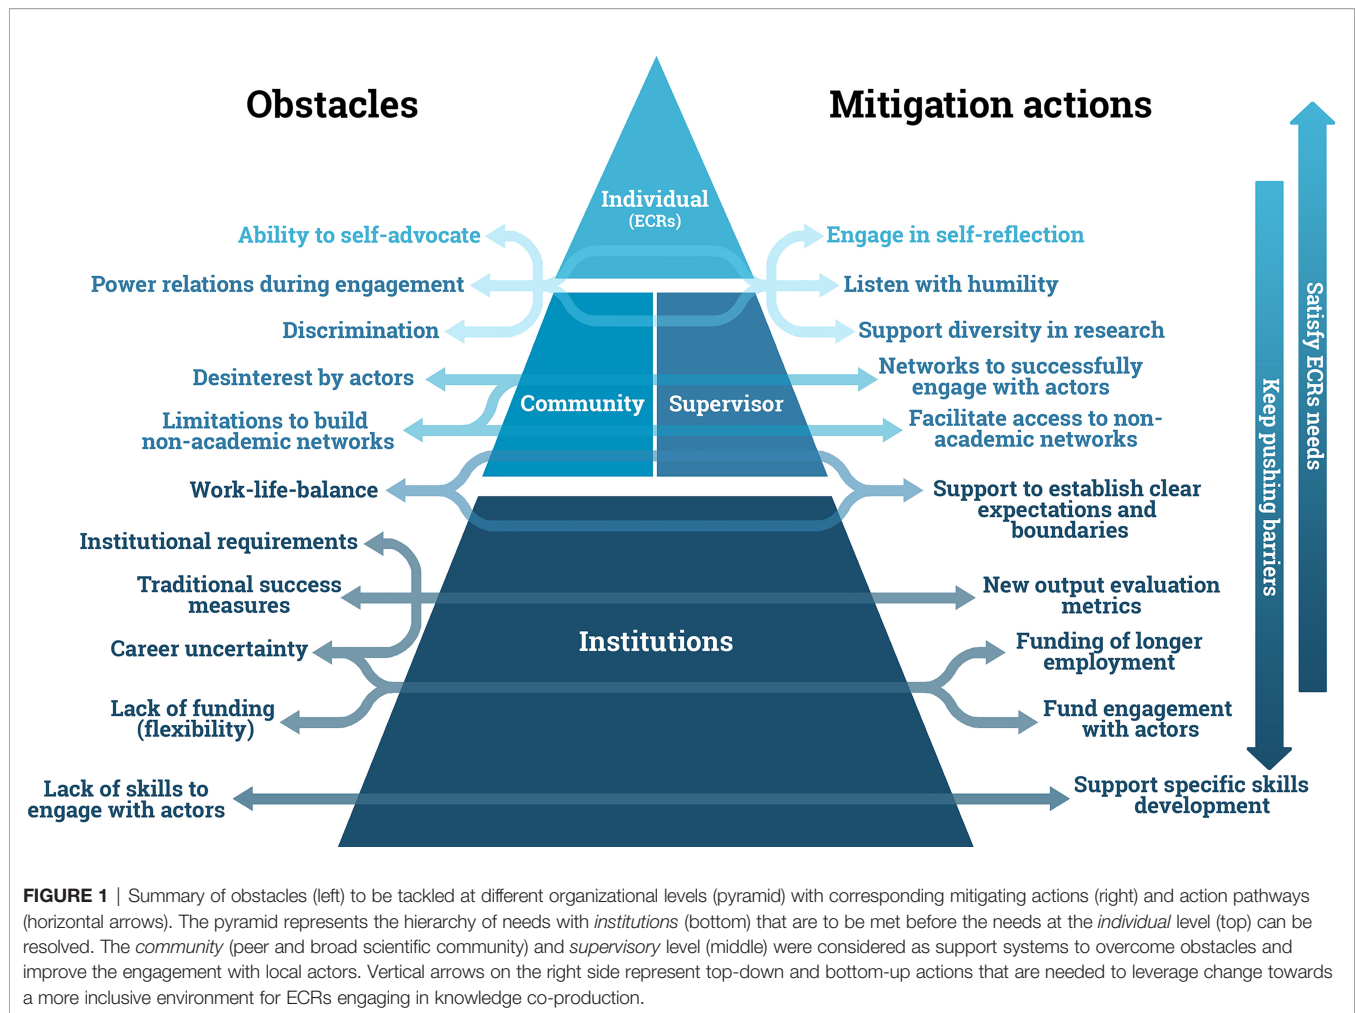 Obstacles
Mitigation actions
Individual
(ECRs)
Ability to self-advocate
Power relations during engagement
Discrimination
Desinterest by actors
Limitations to build
non-academic networks
Work-life-balance
Institutional requirements
Traditional success
measures
Career uncertainty
Lack of funding
(flexibility)
Lack of skills to
engage with actors
Community
Supervisor
Institutions
Engage in self-reflection
Listen with humility
Support diversity in research
Networks to successfully
engage with actors
Facilitate access to non-
academic networks
Support to establish clear
expectations and
boundaries
New output evaluation
metrics
Funding of longer
employment
Fund engagement
with actors
Support specific skills
development
Keep pushing barriers
Satisfy ECRs needs
FIGURE 1 | Summary of obstacles (left) to be tackled at different organizational levels (pyramid) with corresponding mitigating actions (right) and action pathways
(horizontal arrows). The pyramid represents the hierarchy of needs with institutions (bottom) that are to be met before the needs at the individual level (top) can be
resolved. The community (peer and broad scientific community) and supervisory level (middle) were considered as support systems to overcome obstacles and
improve the engagement with local actors. Vertical arrows on the right side represent top-down and bottom-up actions that are needed to leverage change towards
a more inclusive environment for ECRs engaging in knowledge co-production.